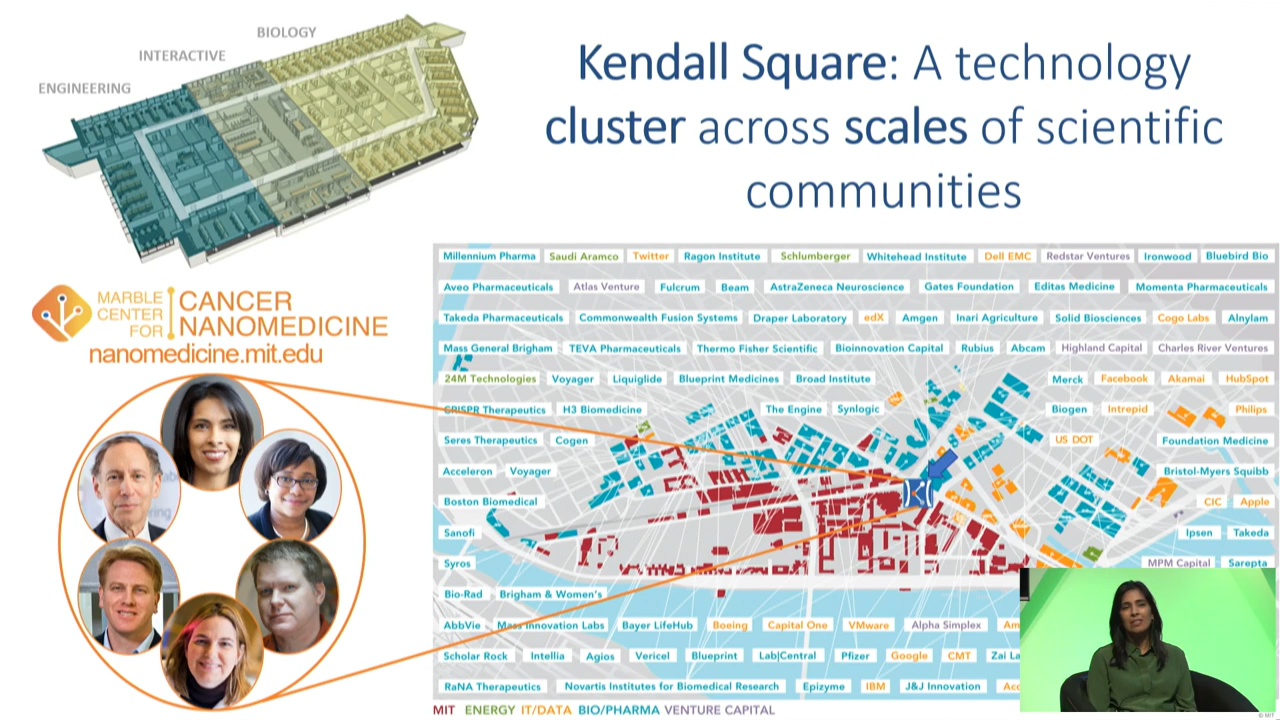 BIOLOGY
INTERACTIVE
ENGINEERING
Kendall Square: A technology
cluster across scales of scientific
communities
MARBLE
CENTER
FOR
CANCER
NANOMEDICINE
nanomedicine.mit.edu
Millennium Pharma Saudi Aramco Twitter Ragon Institute Schlumberger Whitehead Institute Dell EMC Redstar Ventures Ironwood Bluebird Bio
Aveo Pharmaceuticals Atlas Venture Fulcrum Beam AstraZeneca Neuroscience Gates Foundation Editas Medicine Momenta Pharmaceuticals
Takeda Pharmaceuticals Commonwealth Fusion Systems Draper Laboratory edX Amgen Inari Agriculture Solid Biosciences Cogo Labs Alnylam
Mass General Brigham TEVA Pharmaceuticals Thermo Fisher Scientific Bioinnovation Capital Rubius Abcam Highland Capital Charles River Ventures
24M Technologies Voyager Liquiglide Blueprint Medicines Broad Institute Merck Facebook Akamai HubSpot
CRISPR Therapeutics H3 Biomedicine The Engine Synlogic Biogen Intrepid Philips
Seres Therapeutics Cogen US DOT Foundation Medicine
Acceleron Voyager Bristol-Myers Squibb
Boston Biomedical CIC Apple
Sanofi Ipsen Takeda
Syros MPM Capital Sarepta
Bio-Rad Brigham & Women's
AbbVie Mass Innovation Labs Bayer LifeHub Boeing Capital One VMware Alpha Simplex Am
Scholar Rock Intellia Agios Vericel Blueprint Lab|Central Pfizer Google CMT Zai La
RaNA Therapeutics Novartis Institutes for Biomedical Research Epizyme IBM J&J Innovation Acc
MIT ENERGY IT/DATA BIO/PHARMA VENTURE CAPITAL
© MIT